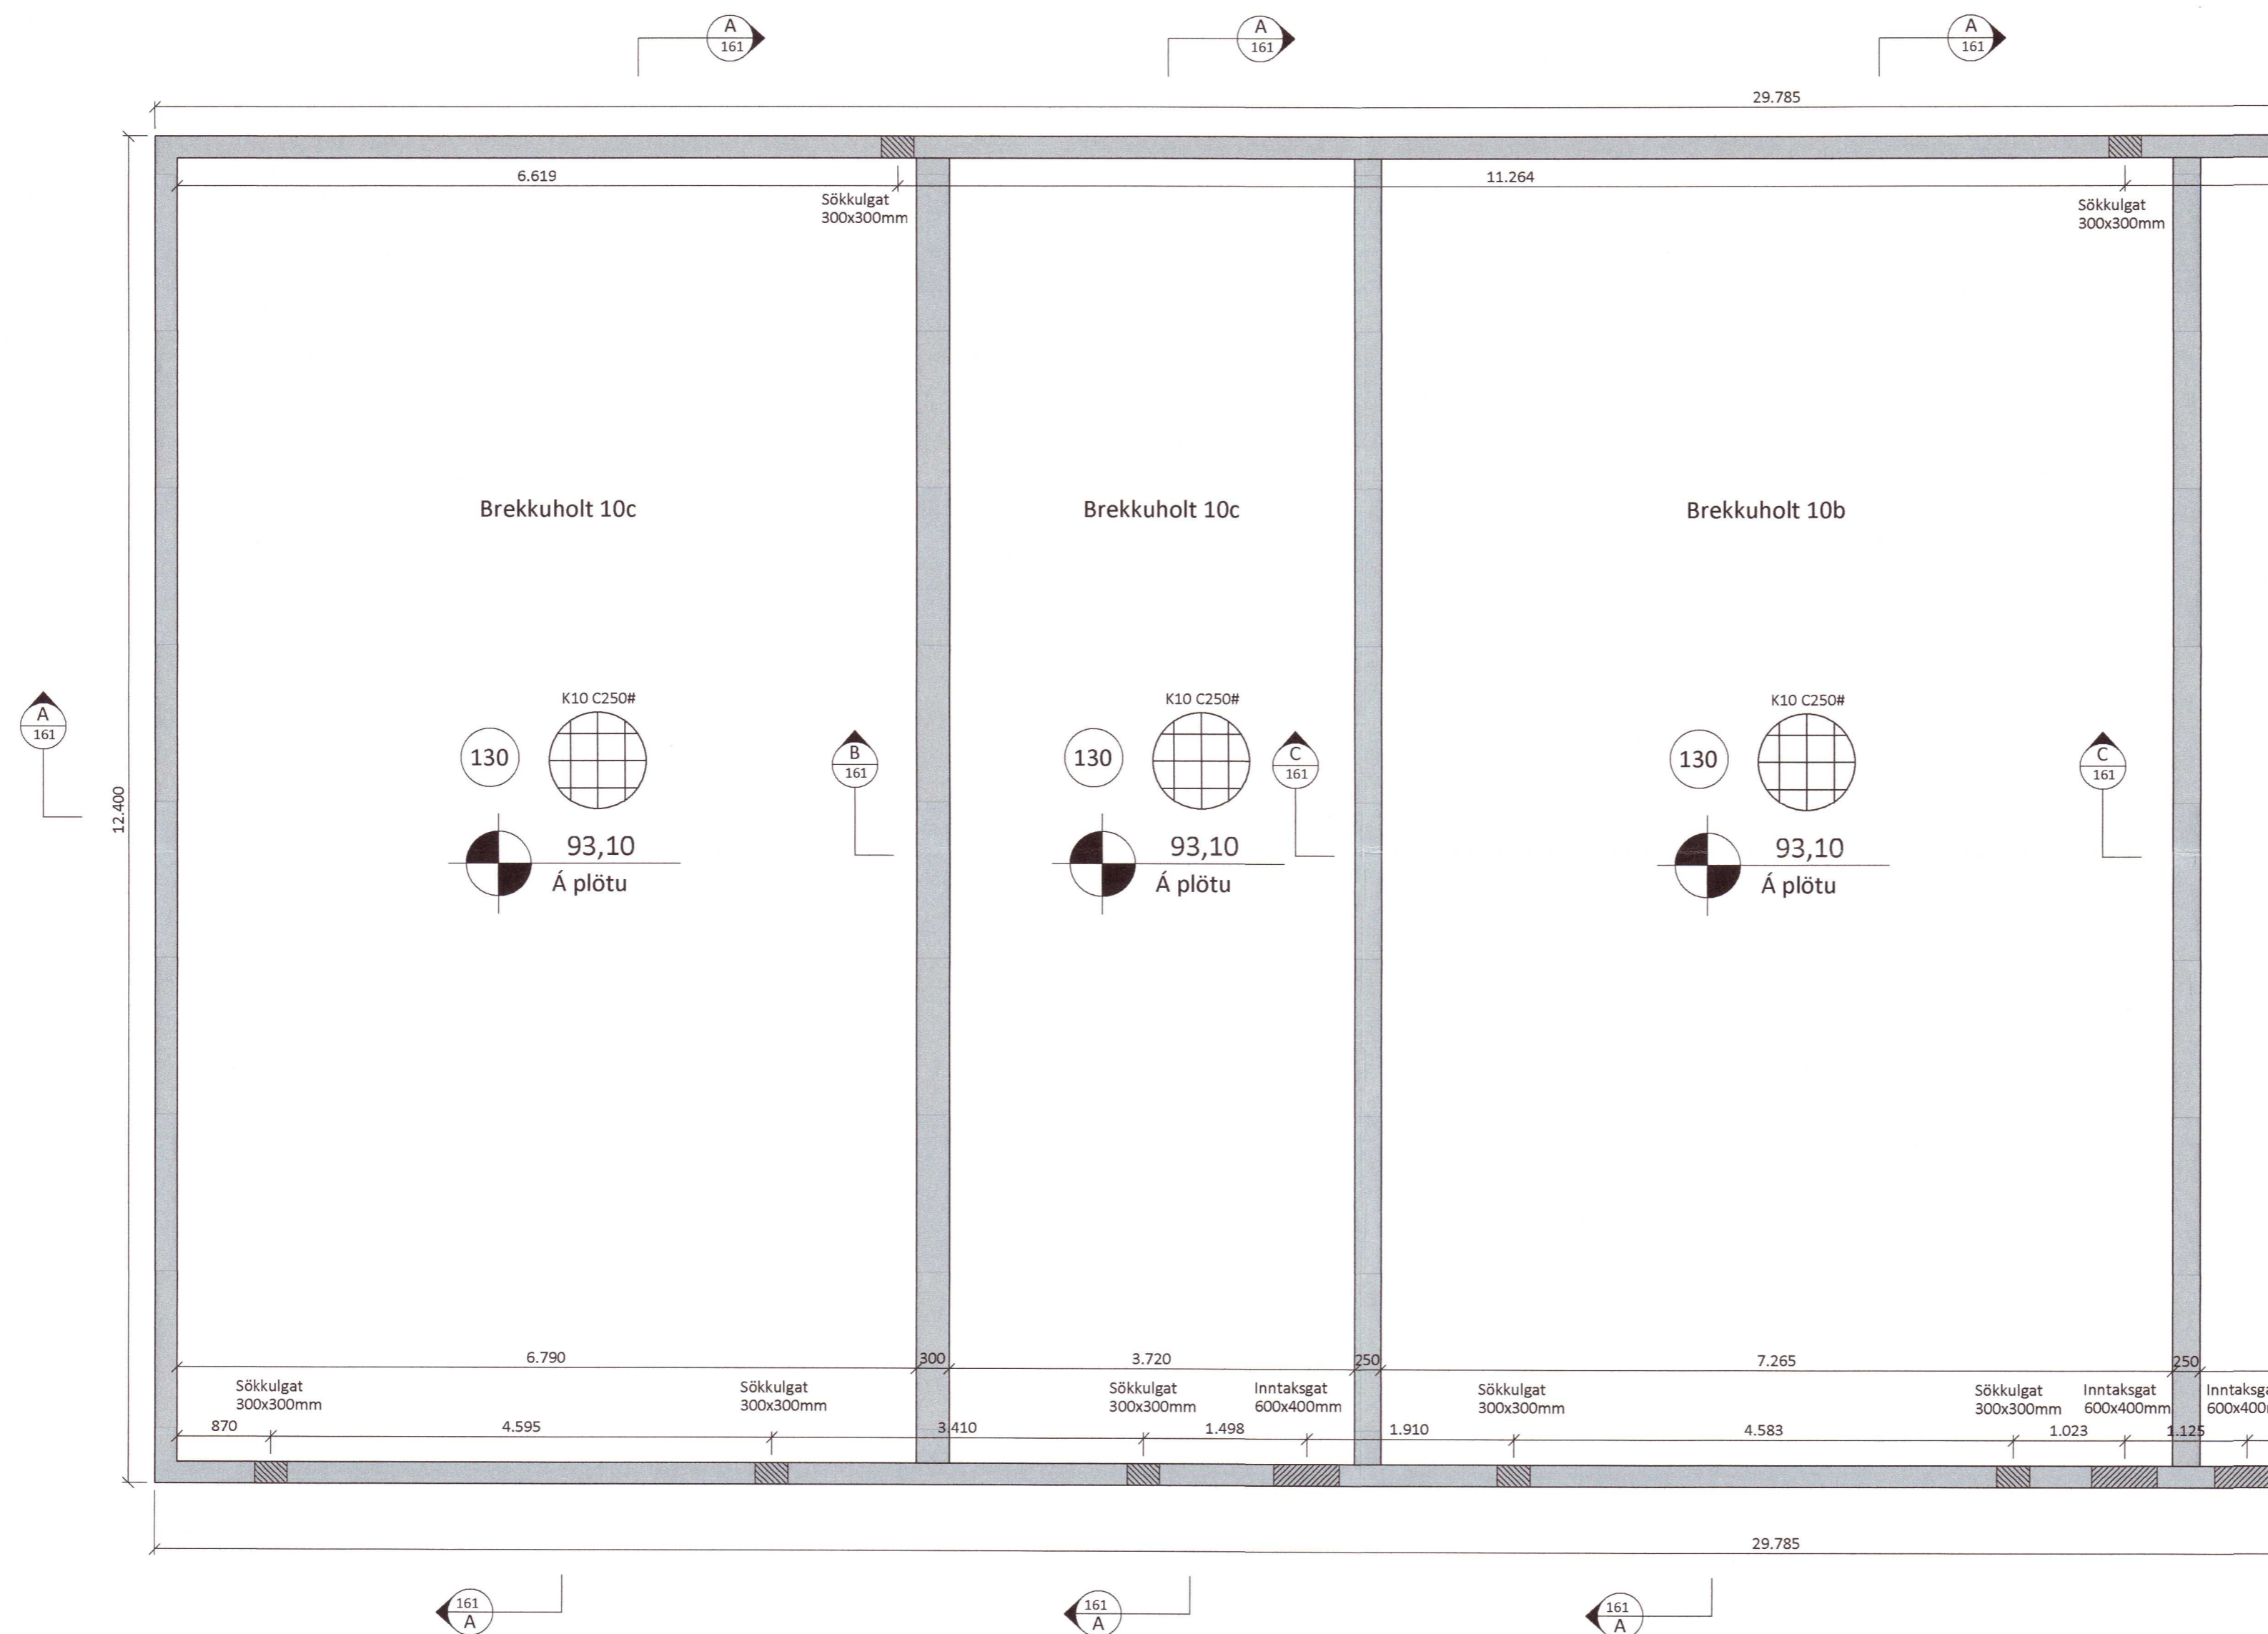 A
161
A
161
A
161
29.785
6.619
11.264
Sökkulgat
300x300mm
Sökkulgat
300x300mm
Brekkuholt 10c
Brekkuholt 10c
Brekkuholt 10b
K10 C250#
K10 C250#
K10 C250#
A
161
130
B
161
130
C
161
130
C
161
12.400
93,10
Á plötu
93,10
Á plötu
93,10
Á plötu
6.790
300
3.720
250
7.265
250
Sökkulgat
300x300mm
Sökkulgat
300x300mm
Sökkulgat
300x300mm
Inntaksgat
600x400mm
Sökkulgat
300x300mm
Sökkulgat
300x300mm
Inntaksgat
600x400mm
870
4.595
3.410
1.498
1.910
4.583
1.023
1.125
29.785
161
A
161
A
161
A